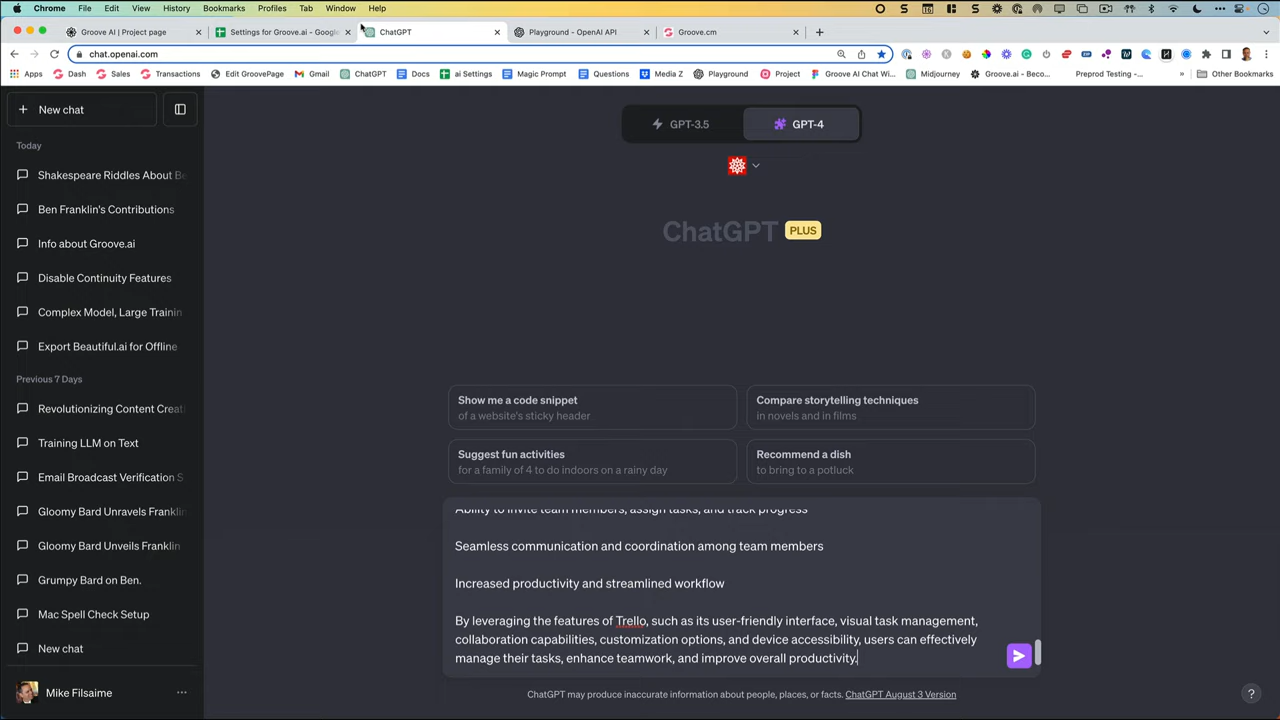 Chrome File Edit View History Bookmarks Profiles Tab Window Help
Groove AI | Project page
Settings for Groove.ai - Google
ChatGPT
Playground - OpenAI API
Groove.cm
chat.openai.com
Apps Dash Sales Transactions Edit GroovePage Gmail ChatGPT Docs ai Settings Magic Prompt Questions Media Z Playground Project Groove AI Chat Wi... Midjourney Groove.ai - Beco... Preprod Testing -... » Other Bookmarks
New chat
Today
Shakespeare Riddles About Be
Ben Franklin's Contributions
Info about Groove.ai
Disable Continuity Features
Complex Model, Large Trainin
Export Beautiful.ai for Offline
Previous 7 Days
Revolutionizing Content Creati
Training LLM on Text
Email Broadcast Verification S
Gloomy Bard Unravels Franklin
Gloomy Bard Unveils Franklin
Grumpy Bard on Ben.
Mac Spell Check Setup
New chat
Mike Filsaime
GPT-3.5
GPT-4
ChatGPT PLUS
Show me a code snippet
of a website's sticky header
Compare storytelling techniques
in novels and in films
Suggest fun activities
for a family of 4 to do indoors on a rainy day
Recommend a dish
to bring to a potluck
Ability to invite team members, assign tasks, and track progress
Seamless communication and coordination among team members
Increased productivity and streamlined workflow
By leveraging the features of Trello, such as its user-friendly interface, visual task management,
collaboration capabilities, customization options, and device accessibility, users can effectively
manage their tasks, enhance teamwork, and improve overall productivity.
ChatGPT may produce inaccurate information about people, places, or facts. ChatGPT August 3 Version
?